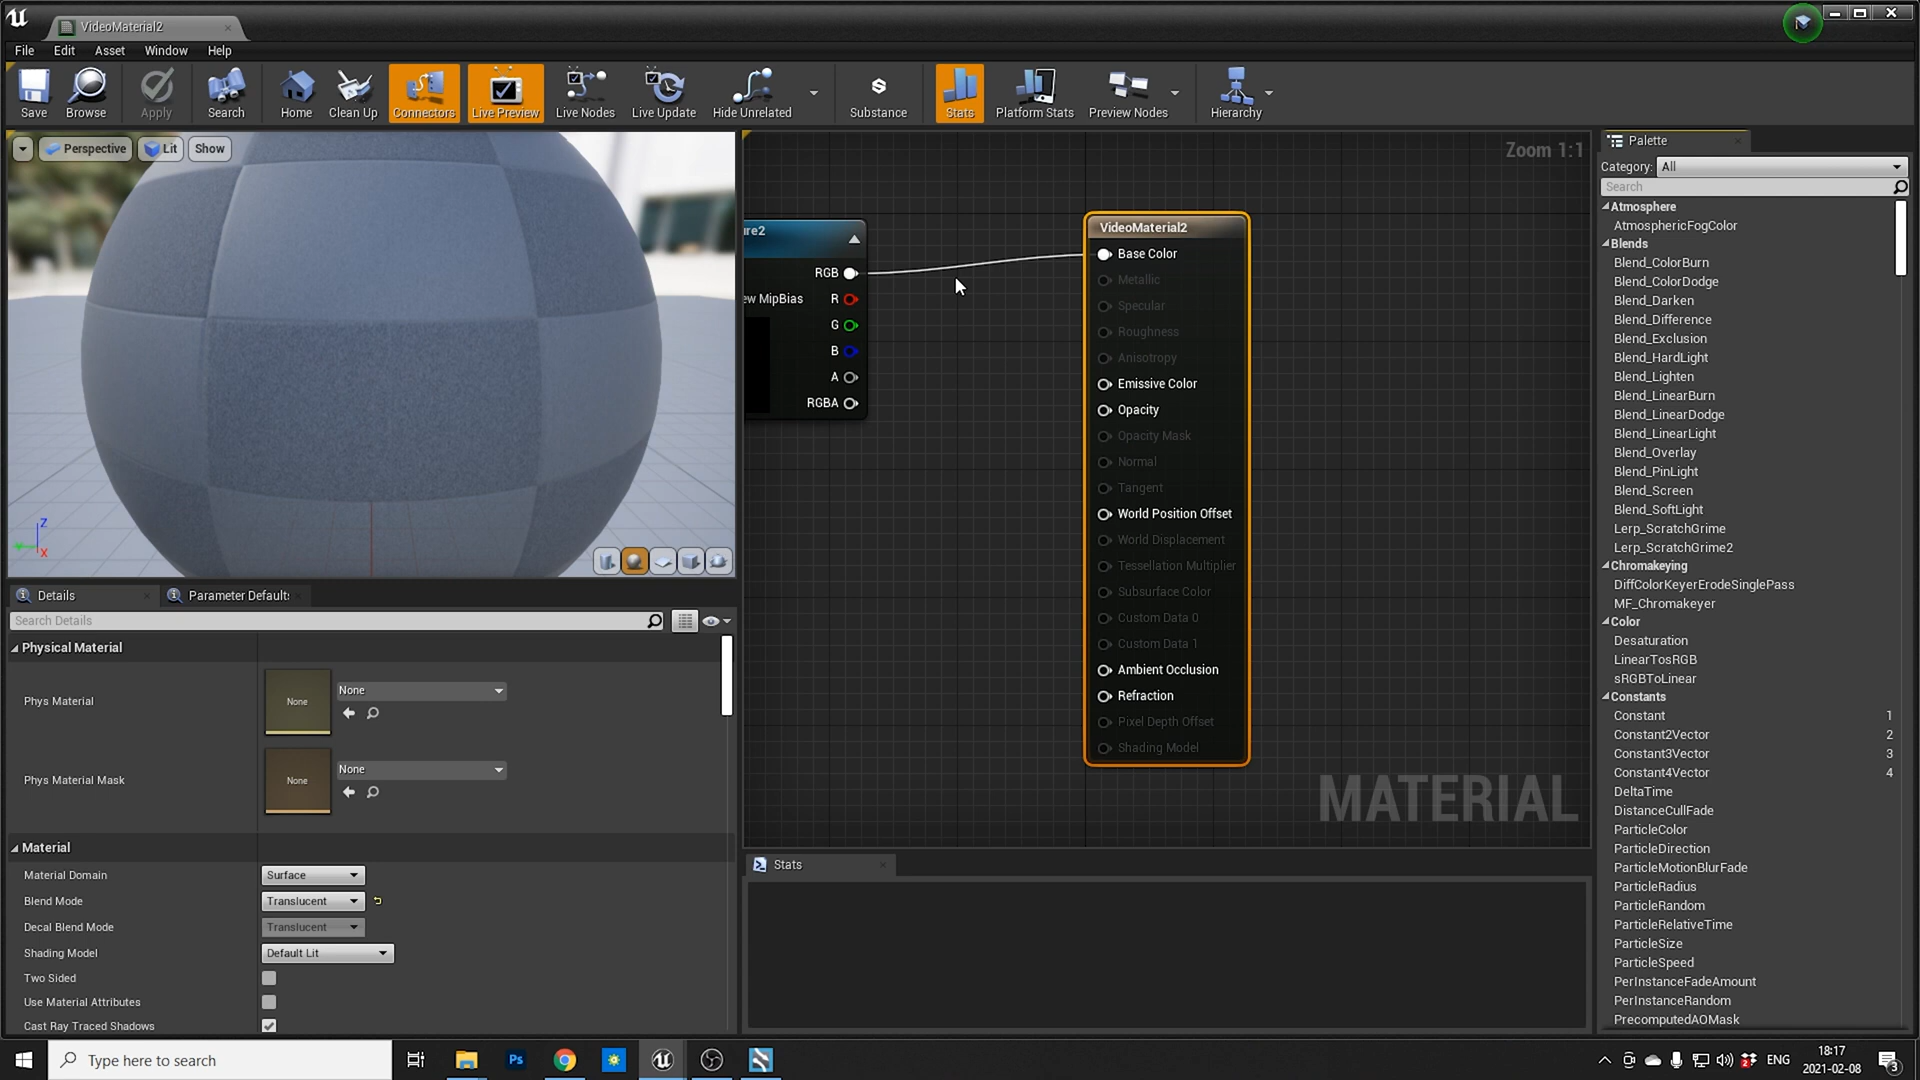 VideoMaterial2
File Edit Asset Window Help
Save Browse Apply Search Home Clean Up Connectors Live Preview Live Nodes Live Update Hide Unrelated Substance Stats Platform Stats Preview Nodes Hierarchy
Perspective Lit Show
Z
X
Details
Parameter Defaults
Search Details
Physical Material
Phys Material
None
None
Phys Material Mask
None
None
Material
Material Domain
Surface
Blend Mode
Translucent
Decal Blend Mode
Translucent
Shading Model
Default Lit
Two Sided
Use Material Attributes
Cast Ray Traced Shadows
Zoom 1:1
ure2
RGB
ew MipBias
R
G
B
A
RGBA
VideoMaterial2
Base Color
Metallic
Specular
Roughness
Anisotropy
Emissive Color
Opacity
Opacity Mask
Normal
Tangent
World Position Offset
World Displacement
Tessellation Multiplier
Subsurface Color
Custom Data 0
Custom Data 1
Ambient Occlusion
Refraction
Pixel Depth Offset
Shading Model
MATERIAL
Stats
Palette
Category: All
Search
Atmosphere
AtmosphericFogColor
Blends
Blend_ColorBurn
Blend_ColorDodge
Blend_Darken
Blend_Difference
Blend_Exclusion
Blend_HardLight
Blend_Lighten
Blend_LinearBurn
Blend_LinearDodge
Blend_LinearLight
Blend_Overlay
Blend_PinLight
Blend_Screen
Blend_SoftLight
Lerp_ScratchGrime
Lerp_ScratchGrime2
Chromakeying
DiffColorKeyerErodeSinglePass
MF_Chromakeyer
Color
Desaturation
LinearTosRGB
sRGBToLinear
Constants
Constant 1
Constant2Vector 2
Constant3Vector 3
Constant4Vector 4
DeltaTime
DistanceCullFade
ParticleColor
ParticleDirection
ParticleMotionBlurFade
ParticleRadius
ParticleRandom
ParticleRelativeTime
ParticleSize
ParticleSpeed
PerInstanceFadeAmount
PerInstanceRandom
PrecomputedAOMask
Type here to search
Ps
ENG
18:17
2021-02-08
3